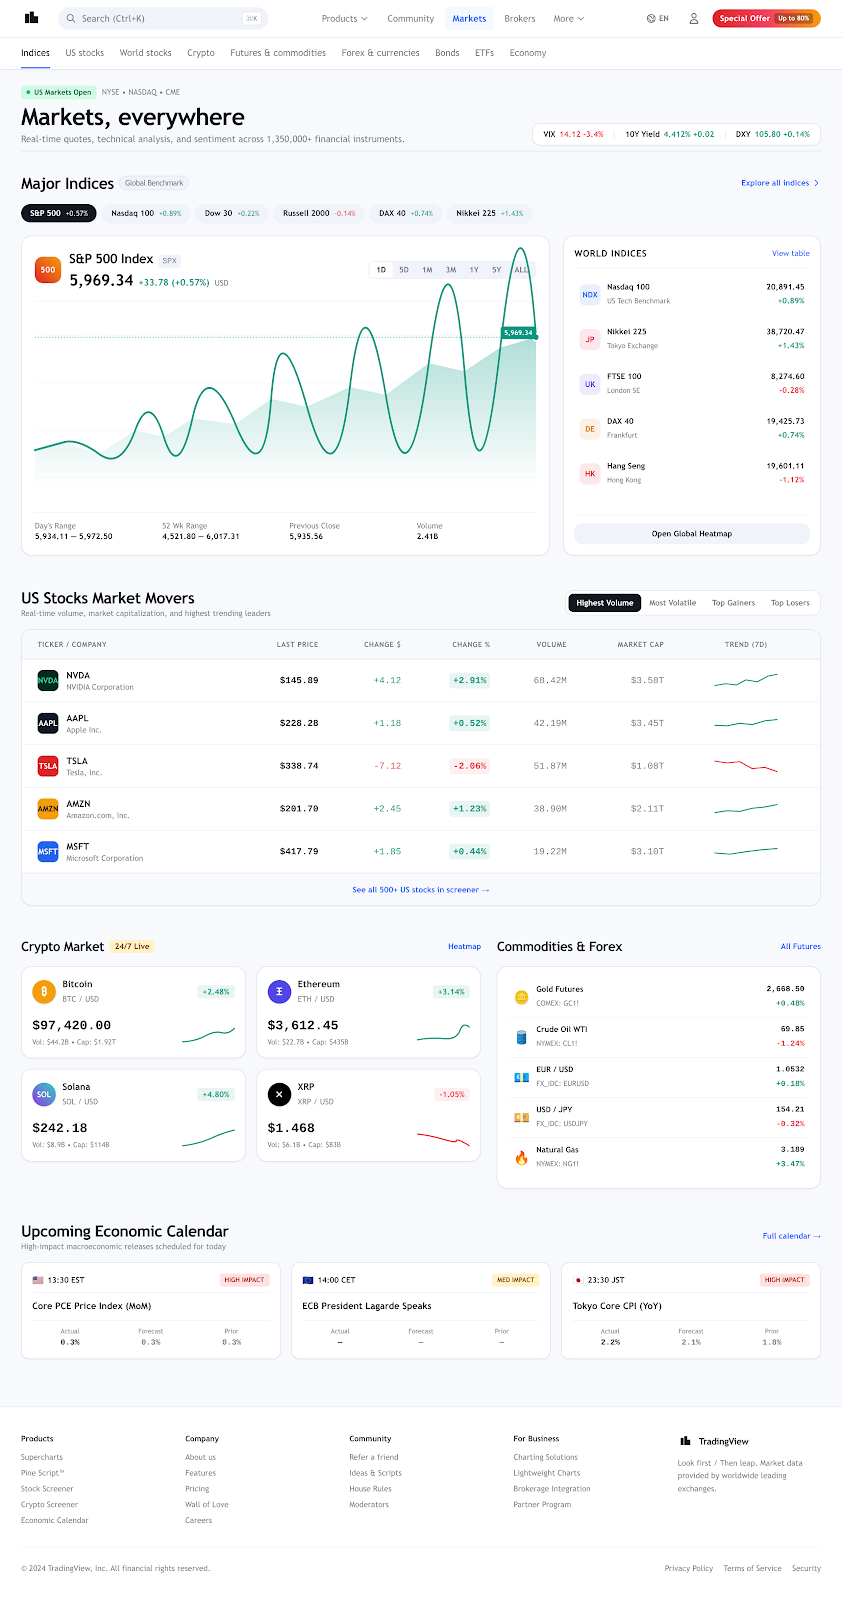 Search (Ctrl+K) ⌘K Products Community Markets Brokers More EN Special Offer Up to 80%
Indices US stocks World stocks Crypto Futures & commodities Forex & currencies Bonds ETFs Economy
US Markets Open NYSE • NASDAQ • CME
Markets, everywhere
Real-time quotes, technical analysis, and sentiment across 1,350,000+ financial instruments.
VIX 14.12 -3.4% 10Y Yield 4.412% +0.02 DXY 105.80 +0.14%
Major Indices Global Benchmark
Explore all indices
S&P 500 +0.57% Nasdaq 100 +0.89% Dow 30 +0.22% Russell 2000 -0.14% DAX 40 +0.74% Nikkei 225 +1.43%
500
S&P 500 Index SPX
5,969.34 +33.78 (+0.57%) USD
1D 5D 1M 3M 1Y 5Y ALL
5,969.34
Day's Range 52 Wk Range Previous Close Volume
5,934.11 — 5,972.50 4,521.80 — 6,017.31 5,935.56 2.41B
WORLD INDICES View table
NDX Nasdaq 100 20,891.45
US Tech Benchmark +0.89%
JP Nikkei 225 38,720.47
Tokyo Exchange +1.43%
UK FTSE 100 8,274.60
London SE -0.28%
DE DAX 40 19,425.73
Frankfurt +0.74%
HK Hang Seng 19,601.11
Hong Kong -1.12%
Open Global Heatmap
US Stocks Market Movers
Real-time volume, market capitalization, and highest trending leaders
Highest Volume Most Volatile Top Gainers Top Losers
TICKER / COMPANY LAST PRICE CHANGE $ CHANGE % VOLUME MARKET CAP TREND (7D)
NVDA NVDA $145.89 +4.12 +2.91% 68.42M $3.58T
NVIDIA Corporation
AAPL AAPL $228.28 +1.18 +0.52% 42.19M $3.45T
Apple Inc.
TSLA TSLA $338.74 -7.12 -2.06% 51.87M $1.08T
Tesla, Inc.
AMZN AMZN $201.70 +2.45 +1.23% 38.90M $2.11T
Amazon.com, Inc.
MSFT MSFT $417.79 +1.85 +0.44% 19.22M $3.10T
Microsoft Corporation
See all 500+ US stocks in screener →
Crypto Market 24/7 Live Heatmap
₿ Bitcoin +2.48%
BTC / USD
$97,420.00
Vol: $44.2B • Cap: $1.92T
Ξ Ethereum +3.14%
ETH / USD
$3,612.45
Vol: $22.7B • Cap: $435B
SOL Solana +4.80%
SOL / USD
$242.18
Vol: $8.9B • Cap: $114B
✕ XRP -1.05%
XRP / USD
$1.468
Vol: $6.1B • Cap: $83B
Commodities & Forex All Futures
Gold Futures 2,668.50
COMEX: GC1! +0.48%
Crude Oil WTI 69.85
NYMEX: CL1! -1.24%
EUR / USD 1.0532
FX_IDC: EURUSD +0.18%
USD / JPY 154.21
FX_IDC: USDJPY -0.32%
Natural Gas 3.189
NYMEX: NG1! +3.47%
Upcoming Economic Calendar
High-impact macroeconomic releases scheduled for today
Full calendar →
13:30 EST HIGH IMPACT
Core PCE Price Index (MoM)
Actual Forecast Prior
0.3% 0.3% 0.3%
14:00 CET MED IMPACT
ECB President Lagarde Speaks
Actual Forecast Prior
— — —
23:30 JST HIGH IMPACT
Tokyo Core CPI (YoY)
Actual Forecast Prior
2.2% 2.1% 1.8%
Products
Supercharts
Pine Script™
Stock Screener
Crypto Screener
Economic Calendar
Company
About us
Features
Pricing
Wall of Love
Careers
Community
Refer a friend
Ideas & Scripts
House Rules
Moderators
For Business
Charting Solutions
Lightweight Charts
Brokerage Integration
Partner Program
TradingView
Look first / Then leap. Market data
provided by worldwide leading
exchanges.
© 2024 TradingView, Inc. All financial rights reserved.
Privacy Policy Terms of Service Security